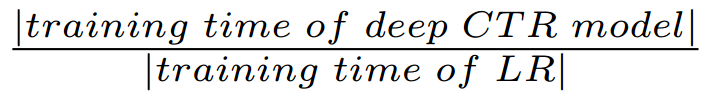 |training time of deep CTR model|
|training time of LR|